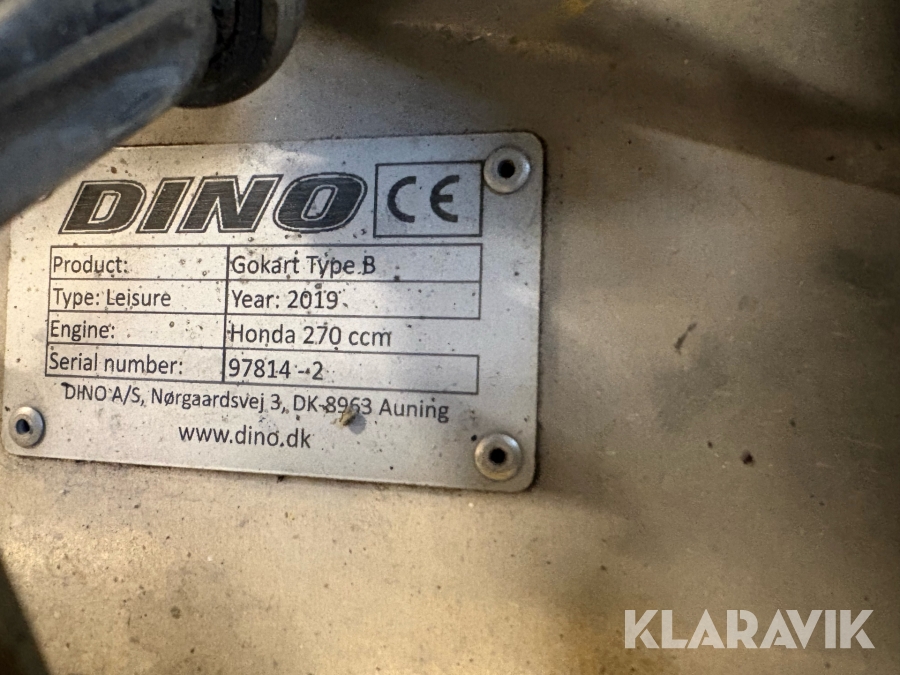 DINO CE
Product: Gokart Type B
Type: Leisure Year: 2019
Engine: Honda 270 ccm
Serial number: 97814--2
DINO A/S, Nørgaardsvej 3, DK-8963 Auning
www.dino.dk
KLARAVIK